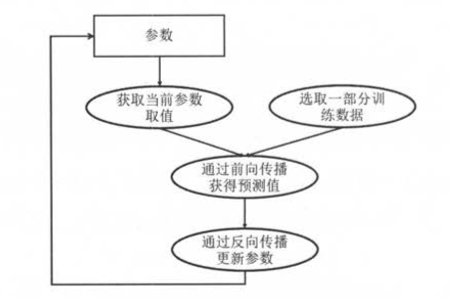 参数
获取当前参数
取值
选取一部分训
练数据
通过前向传播
获得预测值
通过反向传播
更新参数